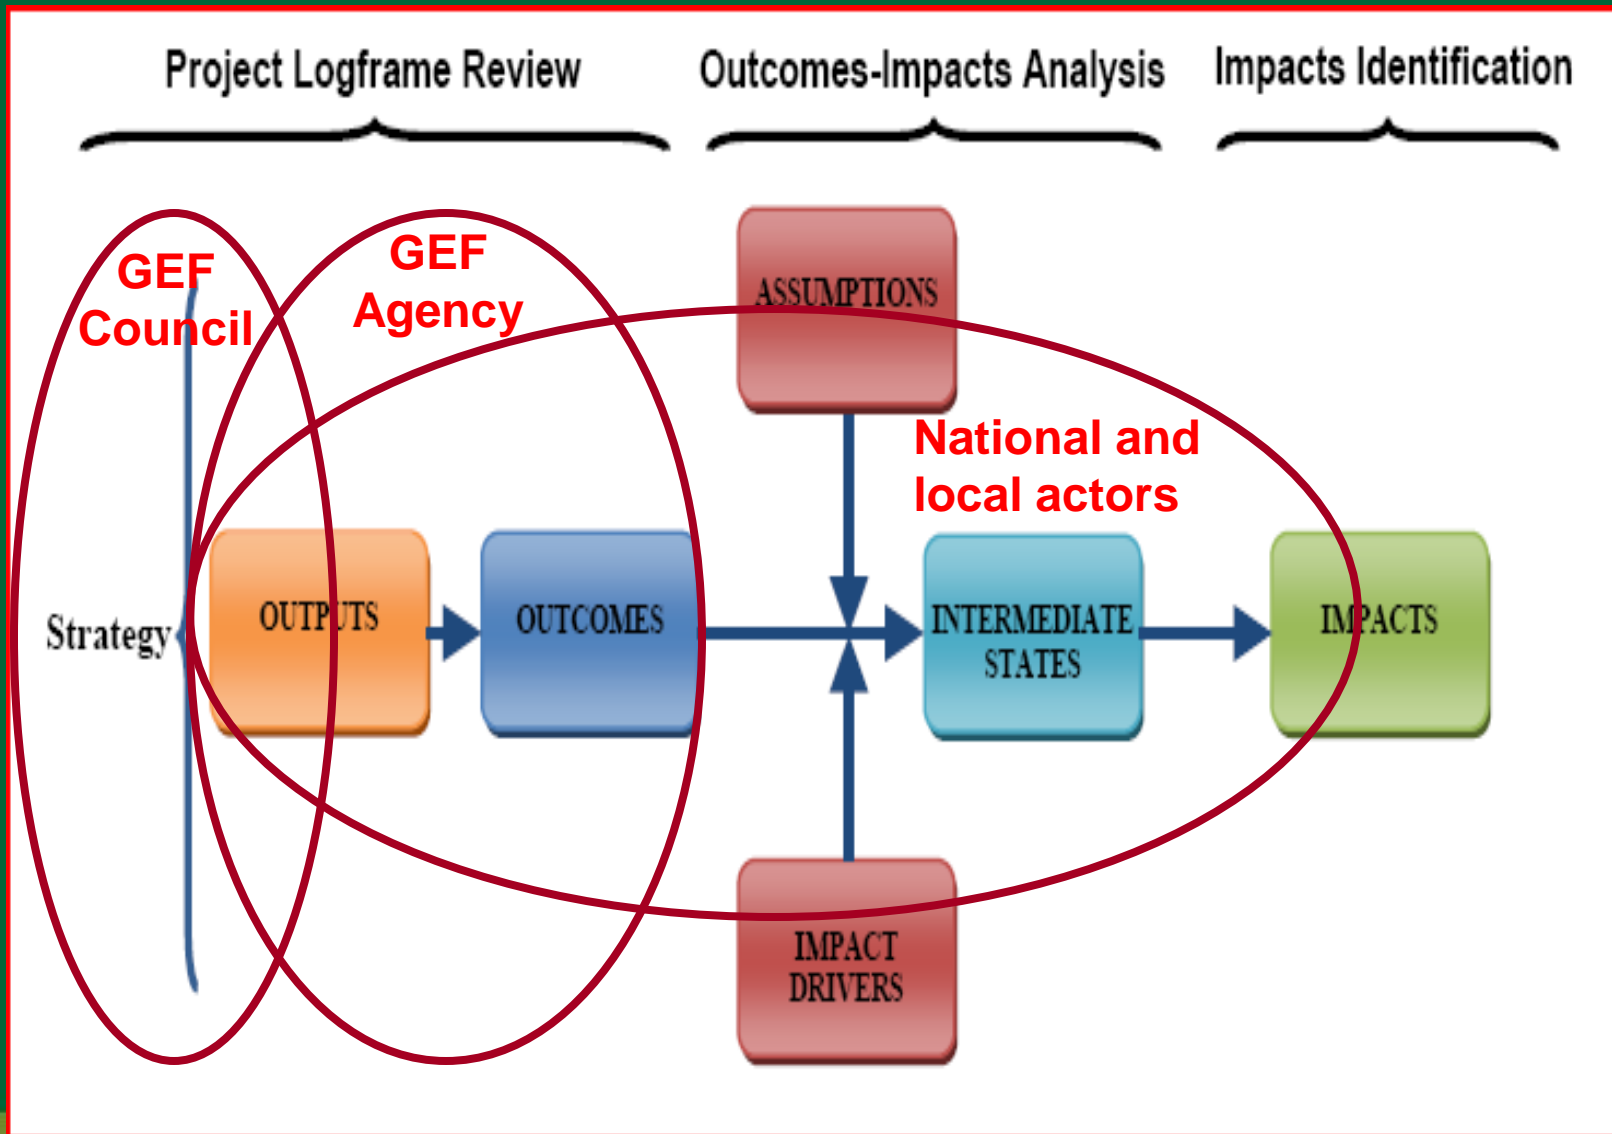 Project Logframe Review
Outcomes-Impacts Analysis
Impacts Identification
GEF
Council
GEF
Agency
ASSUMPTIONS
National and
local actors
Strategy
OUTPUTS
OUTCOMES
INTERMEDIATE
STATES
IMPACTS
IMPACT
DRIVERS